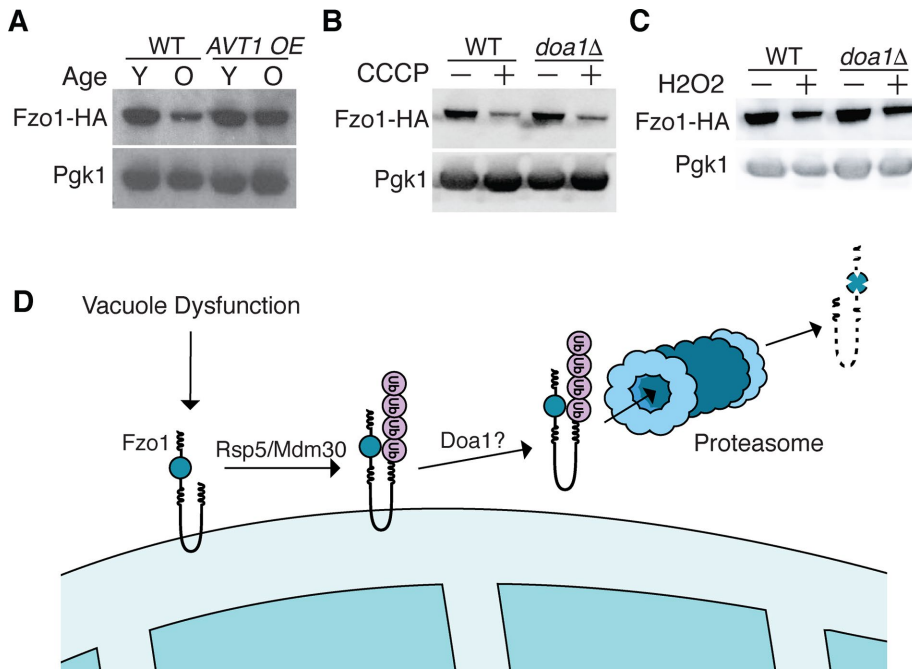 A
WT AVT1 OE
Age Y O Y O
Fzo1-HA
Pgk1
B
WT doa1Δ
CCCP − + − +
Fzo1-HA
Pgk1
C
WT doa1Δ
H2O2 − + − +
Fzo1-HA
Pgk1
D
Vacuole Dysfunction
Fzo1
Rsp5/Mdm30
Ub
Ub
Ub
Ub
Doa1?
Ub
Ub
Ub
Ub
Proteasome